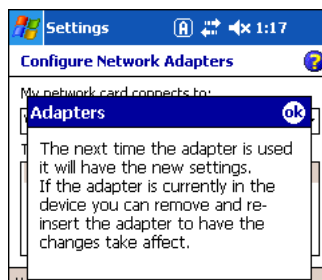 Settings 1:17
Configure Network Adapters
My network card connects to:
Adapters ok
The next time the adapter is used
it will have the new settings.
If the adapter is currently in the
device you can remove and re-
insert the adapter to have the
changes take affect.